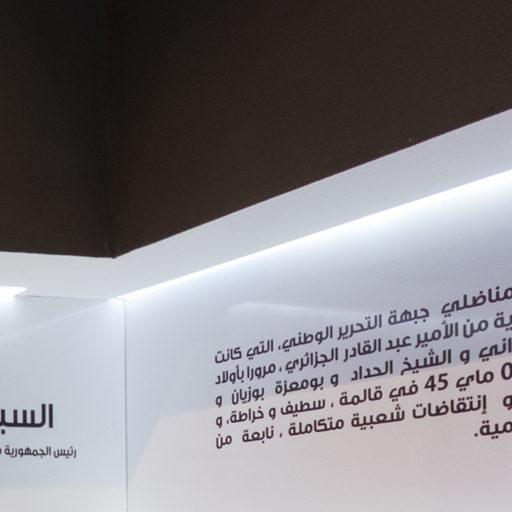 مناضلي جبهة التحرير الوطني، التي كانت
ية من الأمير عبد القادر الجزائري، مرورا بأولاد
اني و الشيخ الحداد و بومعزة بوزيان و
0 ماي 45 في قالمة، سطيف و خراطة، و
و إنتقاضات شعبية متكاملة، نابعة من
مية.
السي
رئيس الجمهورية